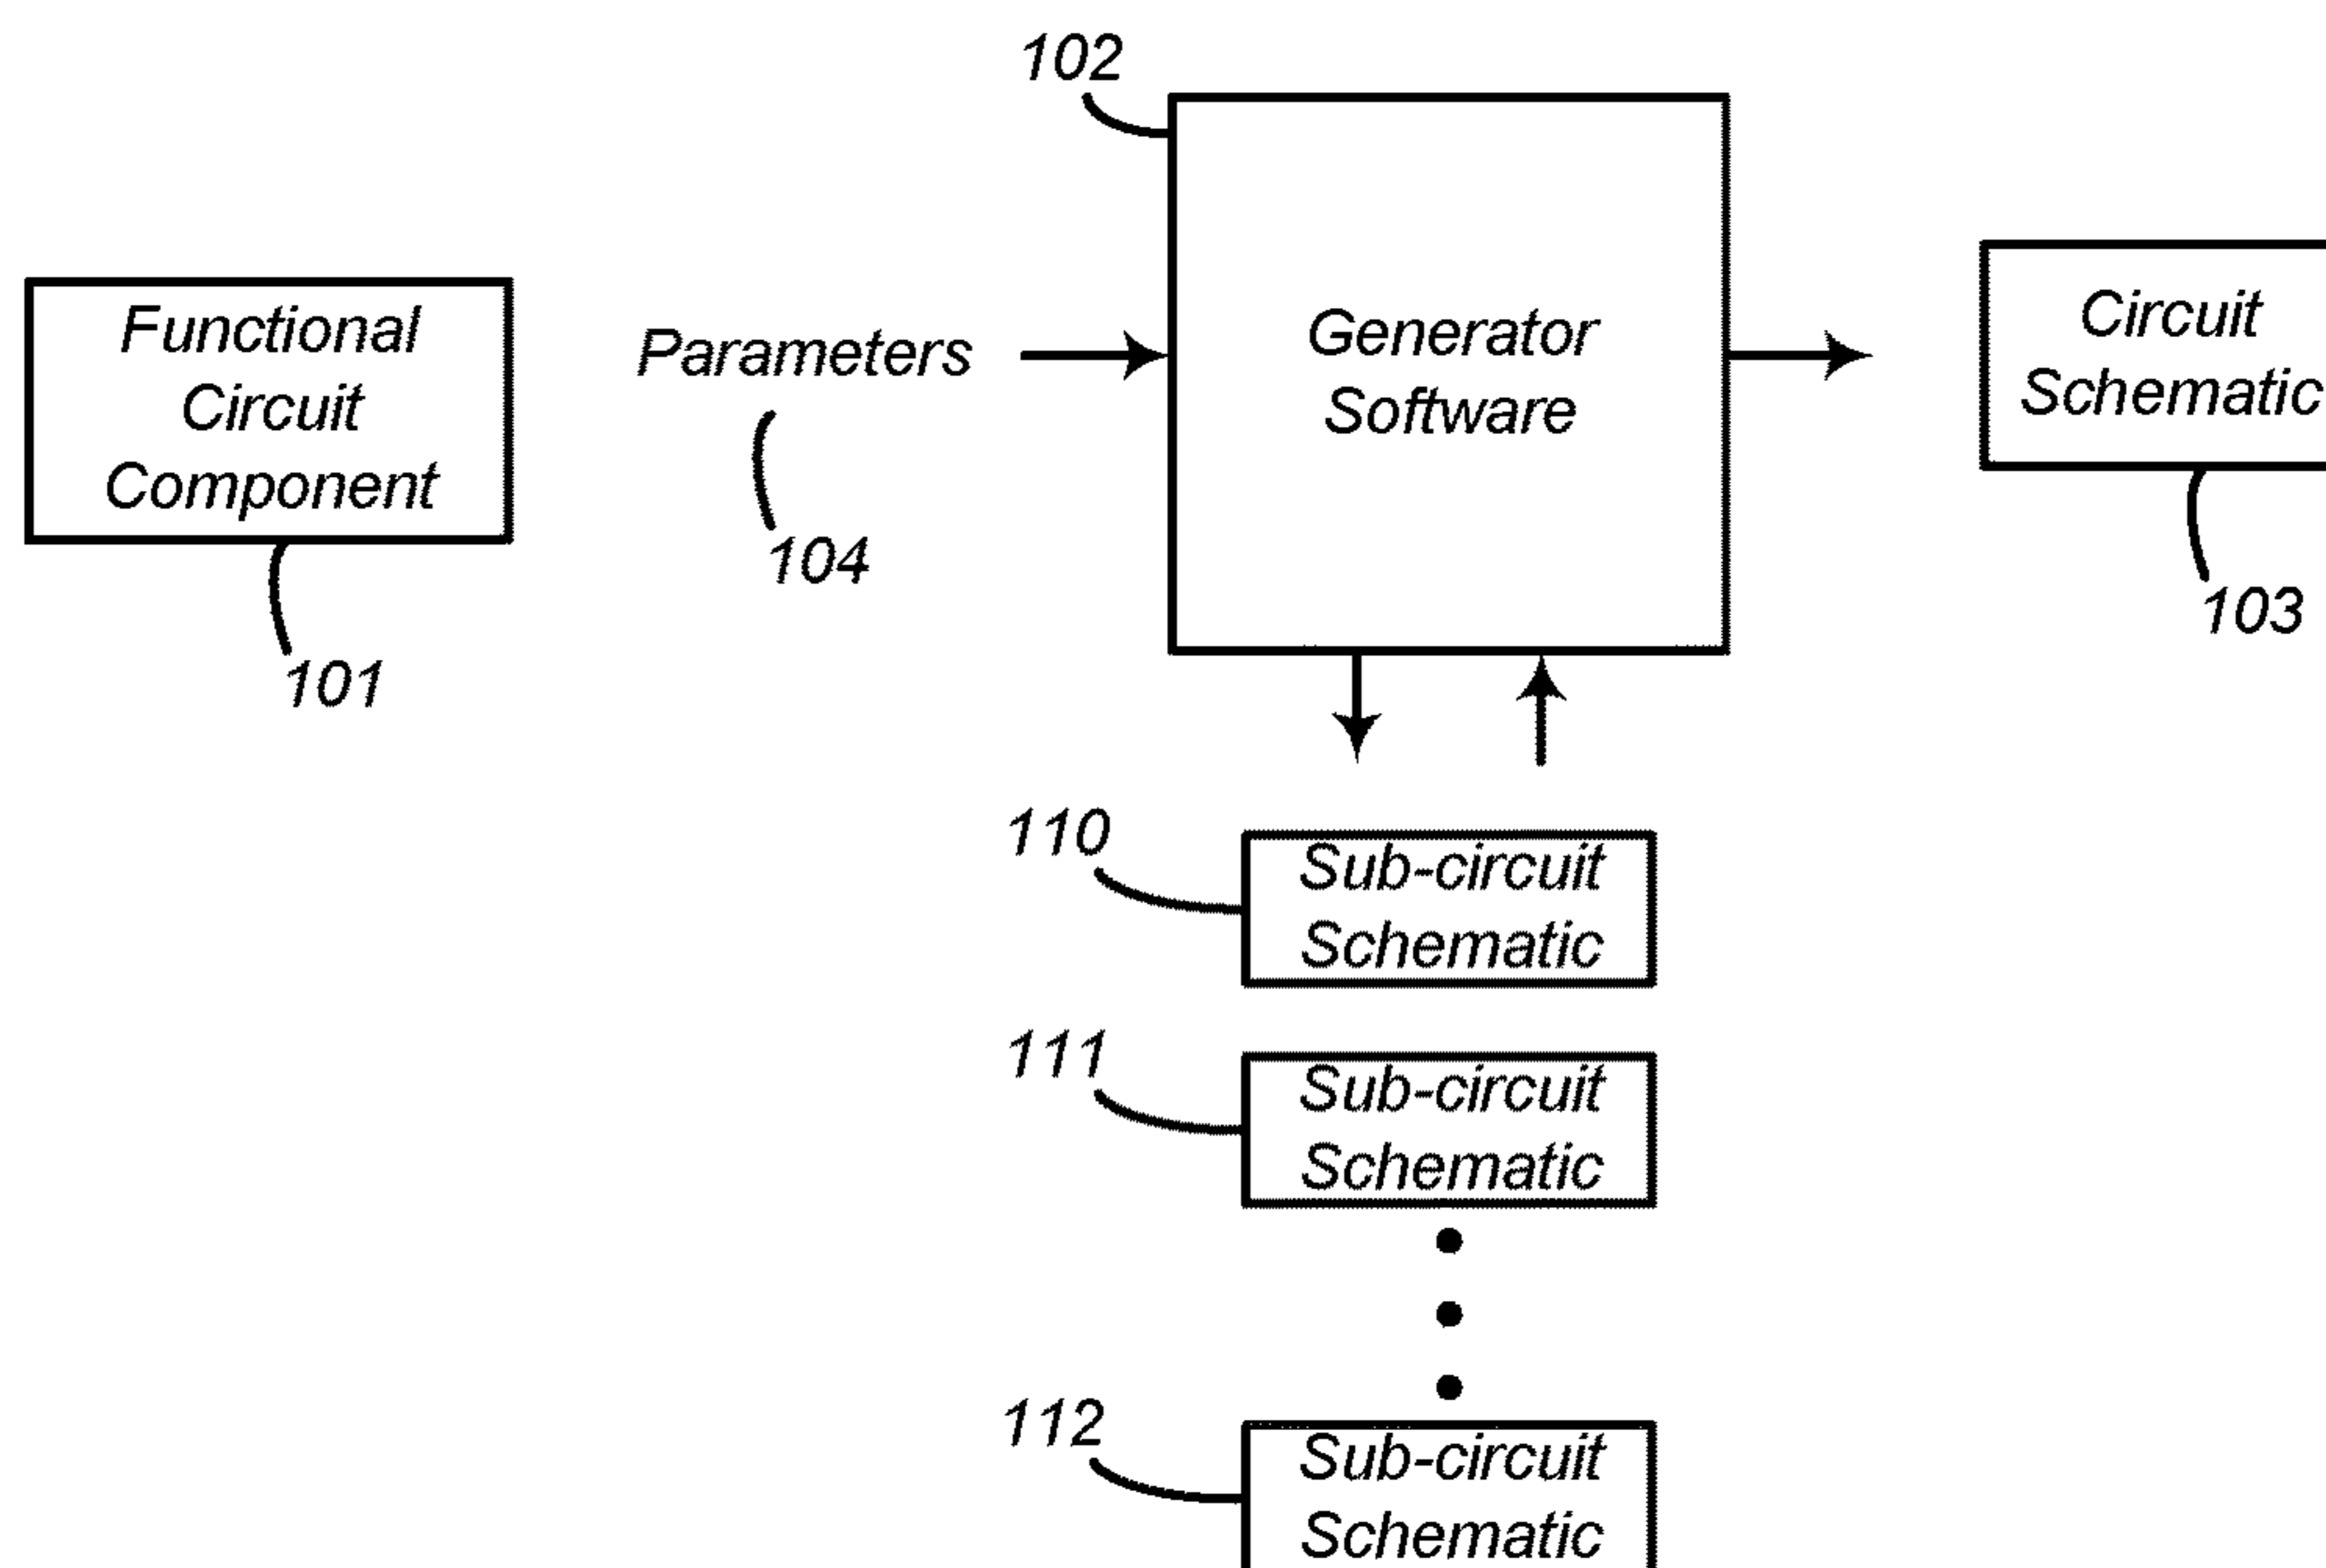 102
Functional
Circuit
Component
101
Parameters
104
Generator
Software
Circuit
Schematic
103
110
Sub-circuit
Schematic
111
Sub-circuit
Schematic
112
Sub-circuit
Schematic